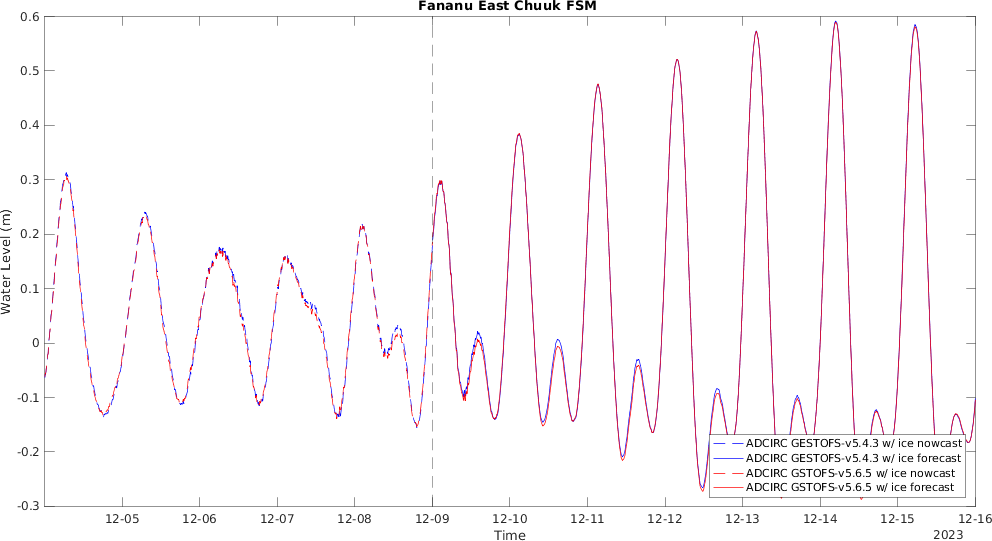 Fananu East Chuuk FSM
0.6
0.5
0.4
0.3
0.2
0.1
0
-0.1
-0.2
-0.3
Water Level (m)
ADCIRC GESTOFS-v5.4.3 w/ ice nowcast
ADCIRC GESTOFS-v5.4.3 w/ ice forecast
ADCIRC GSTOFS-v5.6.5 w/ ice nowcast
ADCIRC GSTOFS-v5.6.5 w/ ice forecast
12-05 12-06 12-07 12-08 12-09 12-10 12-11 12-12 12-13 12-14 12-15 12-16
Time
2023